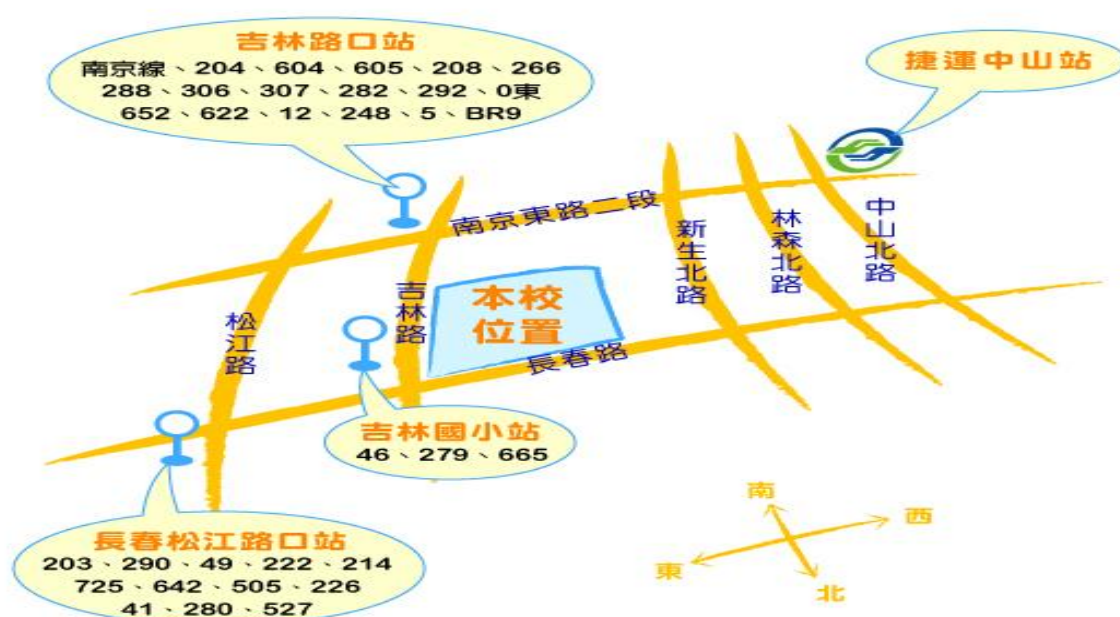 吉林路口站
南京線、204、604、605、208、266
288、306、307、282、292、0東
652、622、12、248、5、BR9
捷運中山站
南京東路二段
新生北路
林森北路
中山北路
松江路
吉林路
本校
位置
長春路
吉林國小站
46、279、665
長春松江路口站
203、290、49、222、214
725、642、505、226
41、280、527
南
西
東
北